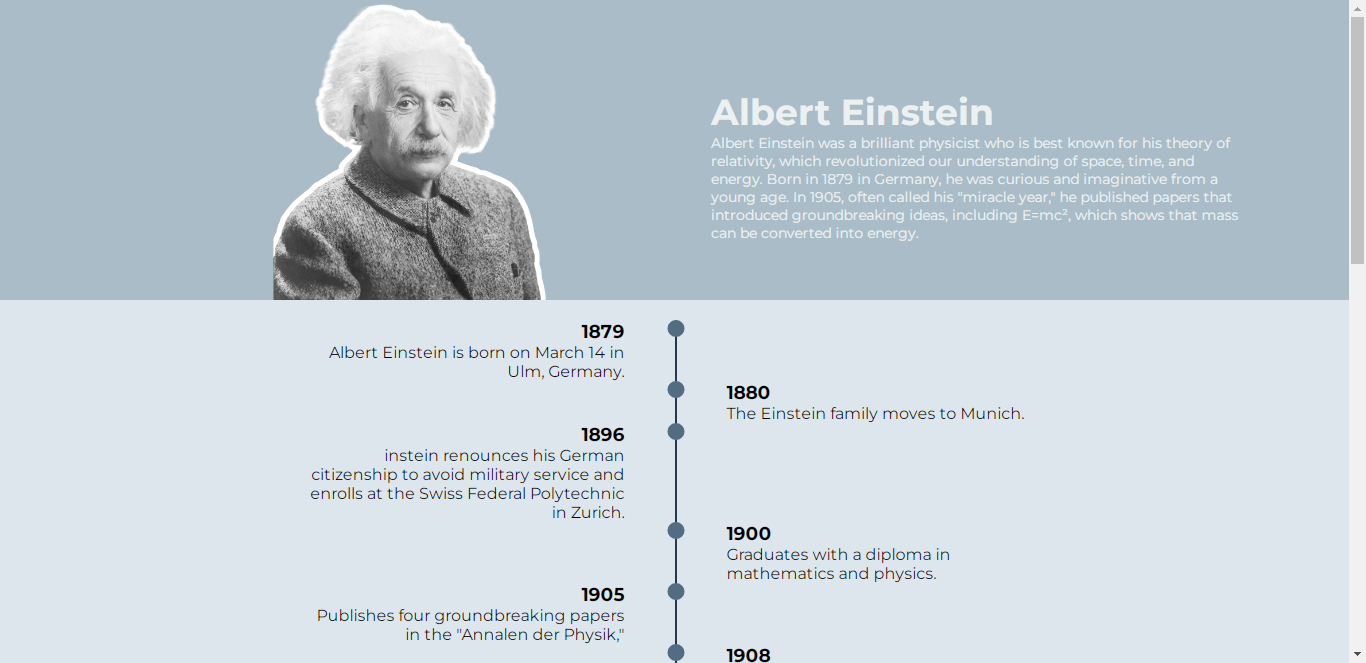 Albert Einstein
Albert Einstein was a brilliant physicist who is best known for his theory of
relativity, which revolutionized our understanding of space, time, and
energy. Born in 1879 in Germany, he was curious and imaginative from a
young age. In 1905, often called his "miracle year," he published papers that
introduced groundbreaking ideas, including E=mc², which shows that mass
can be converted into energy.
1879
Albert Einstein is born on March 14 in
Ulm, Germany.
1880
The Einstein family moves to Munich.
1896
instein renounces his German
citizenship to avoid military service and
enrolls at the Swiss Federal Polytechnic
in Zurich.
1900
Graduates with a diploma in
mathematics and physics.
1905
Publishes four groundbreaking papers
in the "Annalen der Physik,"
1908